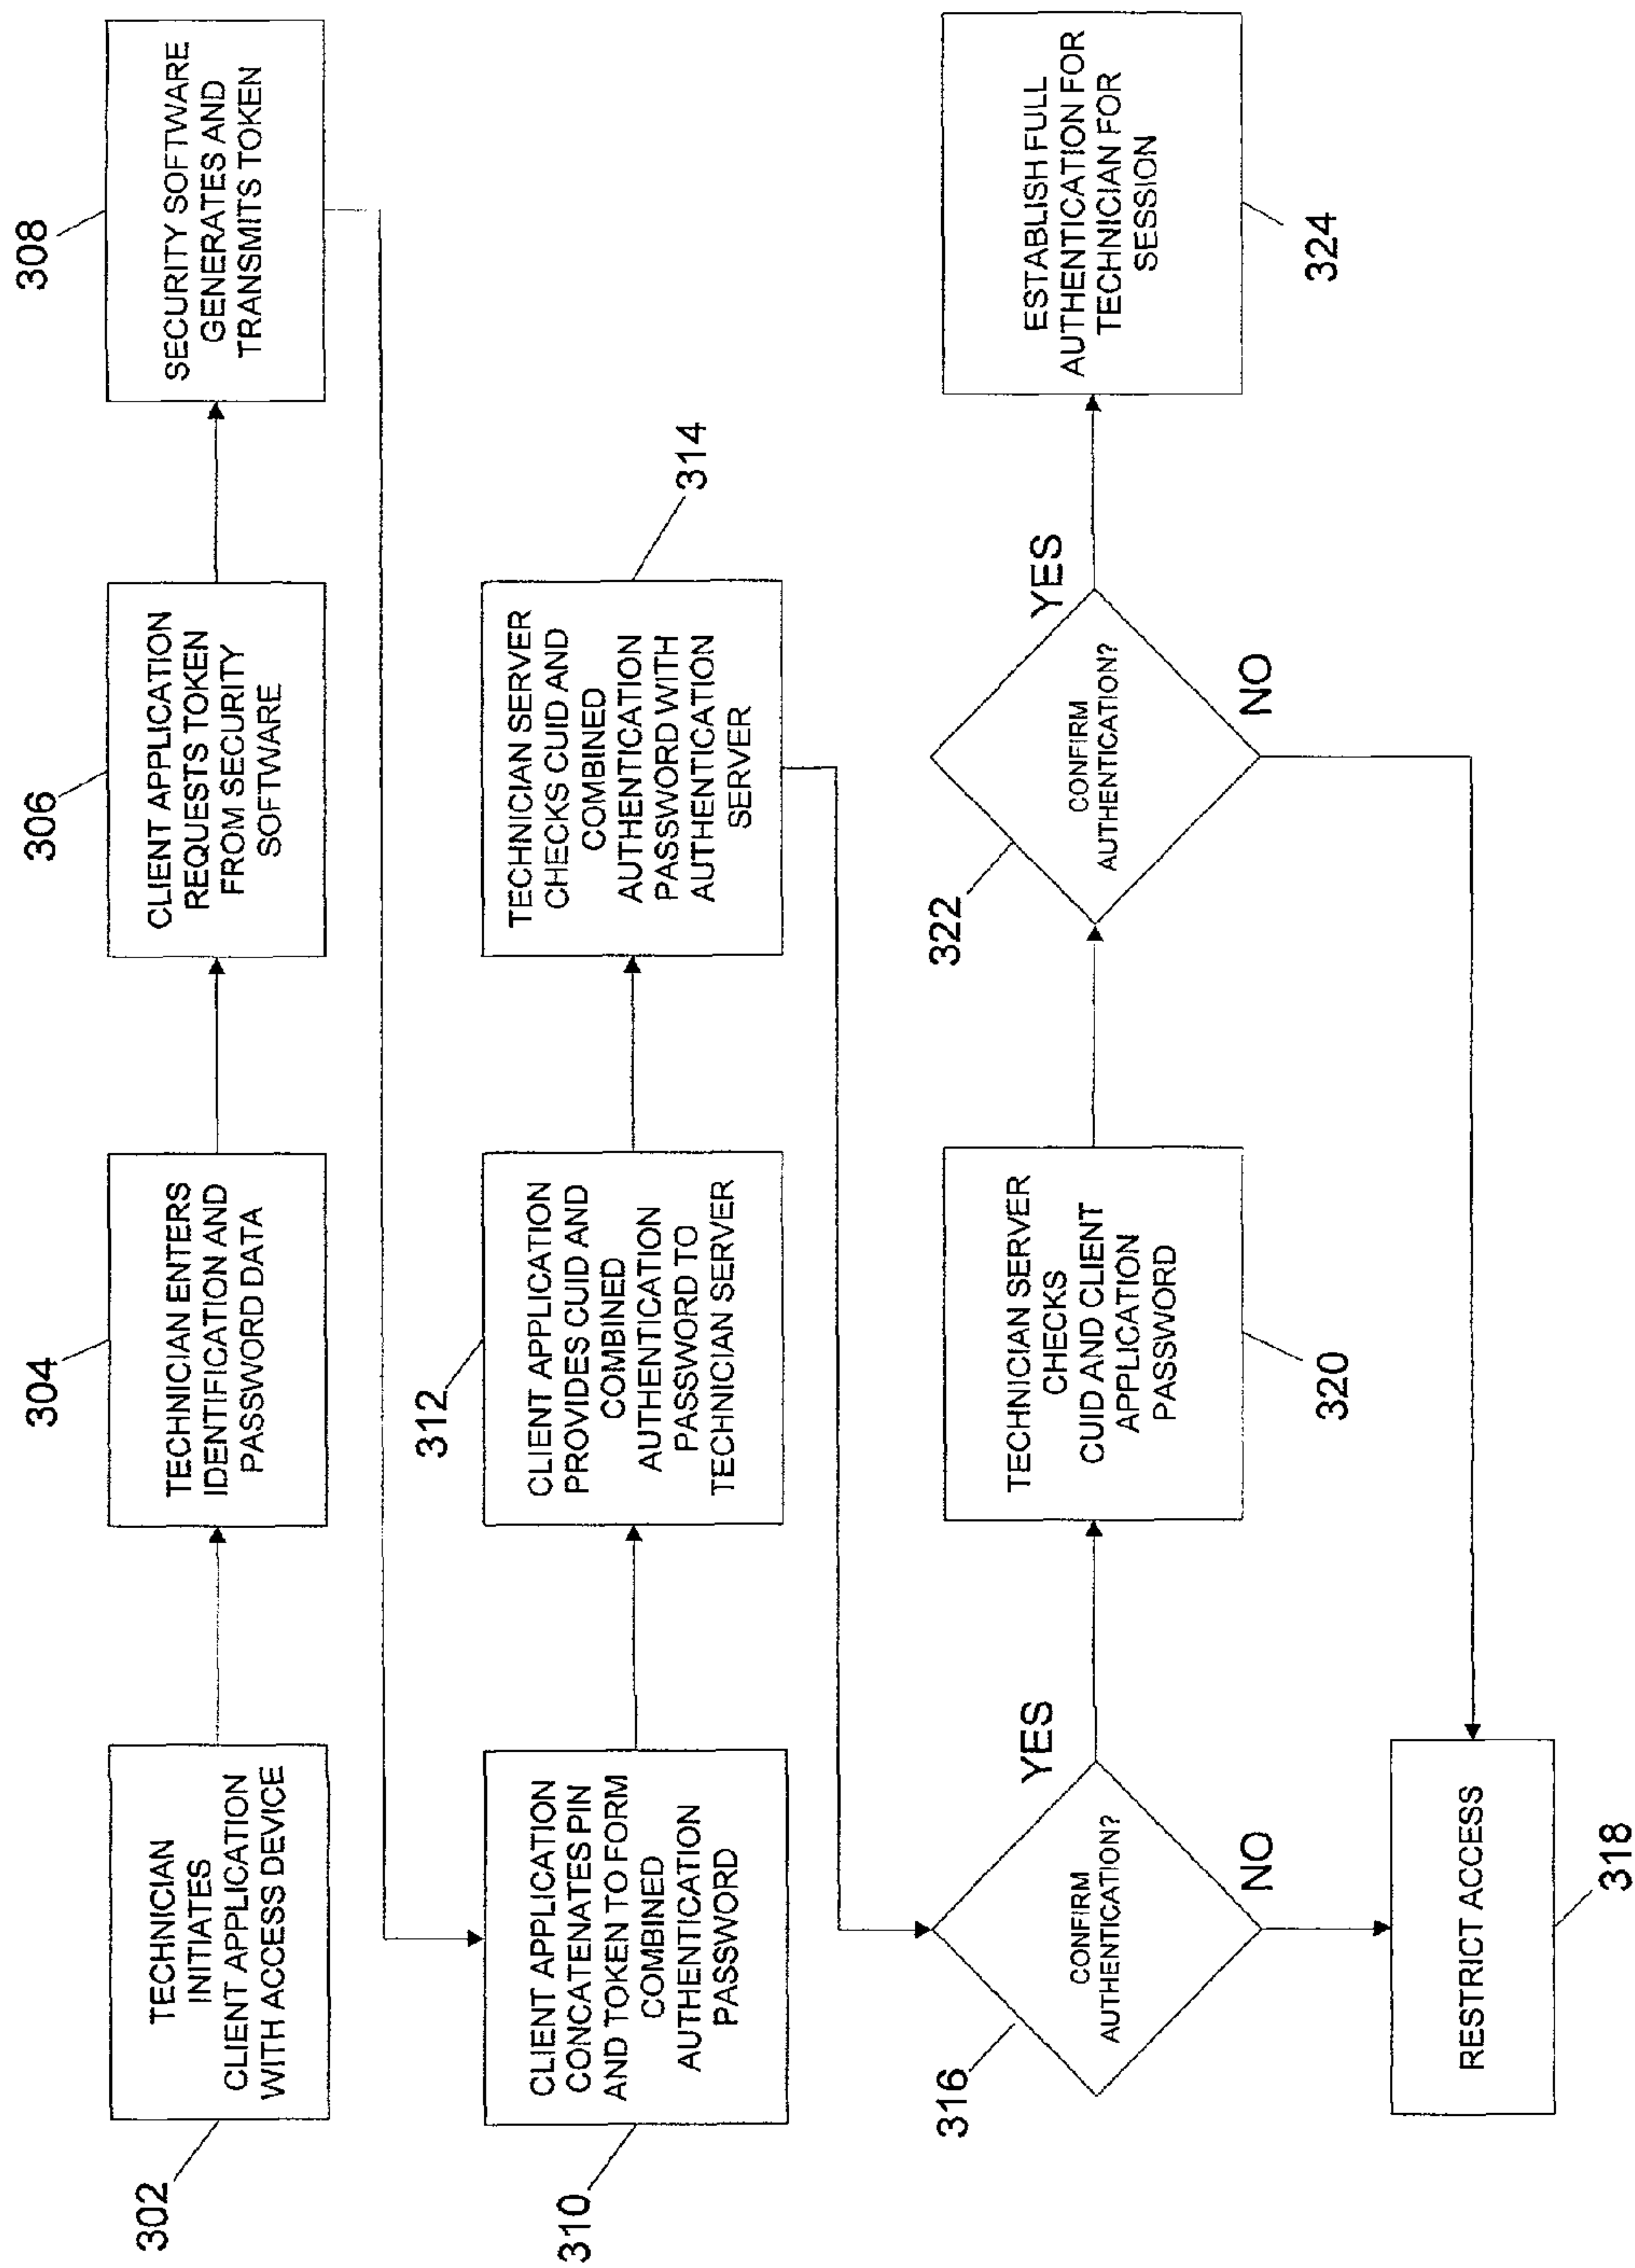 302
TECHNICIAN
INITIATES
CLIENT APPLICATION
WITH ACCESS DEVICE
304
TECHNICIAN ENTERS
IDENTIFICATION AND
PASSWORD DATA
306
CLIENT APPLICATION
REQUESTS TOKEN
FROM SECURITY
SOFTWARE
308
SECURITY SOFTWARE
GENERATES AND
TRANSMITS TOKEN
310
CLIENT APPLICATION
CONCATENATES PIN
AND TOKEN TO FORM
COMBINED
AUTHENTICATION
PASSWORD
312
CLIENT APPLICATION
PROVIDES CUID AND
COMBINED
AUTHENTICATION
PASSWORD TO
TECHNICIAN SERVER
314
TECHNICIAN SERVER
CHECKS CUID AND
COMBINED
AUTHENTICATION
PASSWORD WITH
AUTHENTICATION
SERVER
316
CONFIRM
AUTHENTICATION?
YES
NO
RESTRICT ACCESS
318
TECHNICIAN SERVER
CHECKS
CUID AND CLIENT
APPLICATION
PASSWORD
320
322
CONFIRM
AUTHENTICATION?
YES
NO
ESTABLISH FULL
AUTHENTICATION FOR
TECHNICIAN FOR
SESSION
324